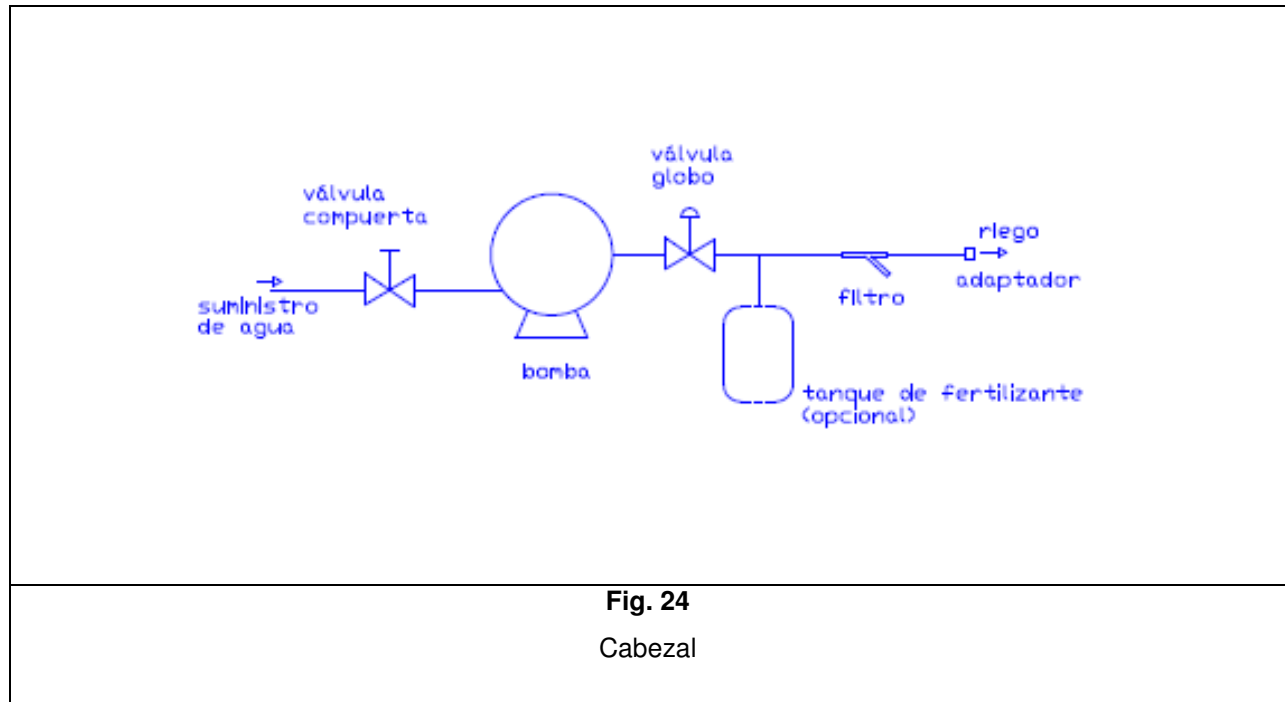 válvula
compuerta
suministro
de agua
bomba
válvula
globo
tanque de fertilizante
(opcional)
filtro
riego
adaptador
Fig. 24
Cabezal